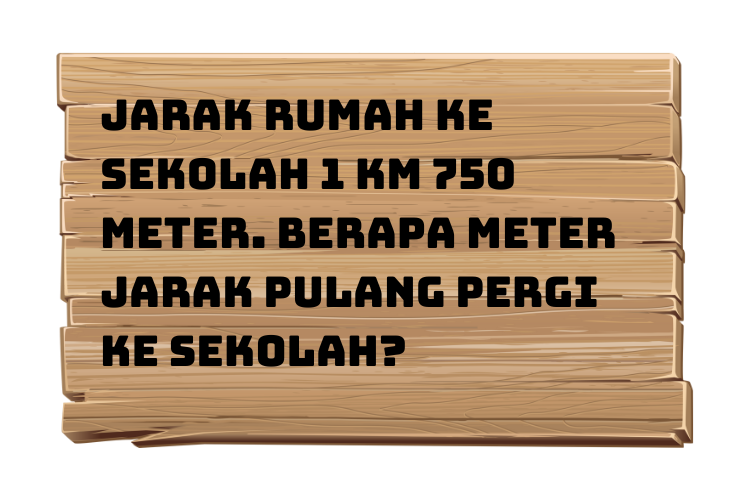 JARAK RUMAH KE
SEKOLAH 1 KM 750
METER. BERAPA METER
JARAK PULANG PERGI
KE SEKOLAH?